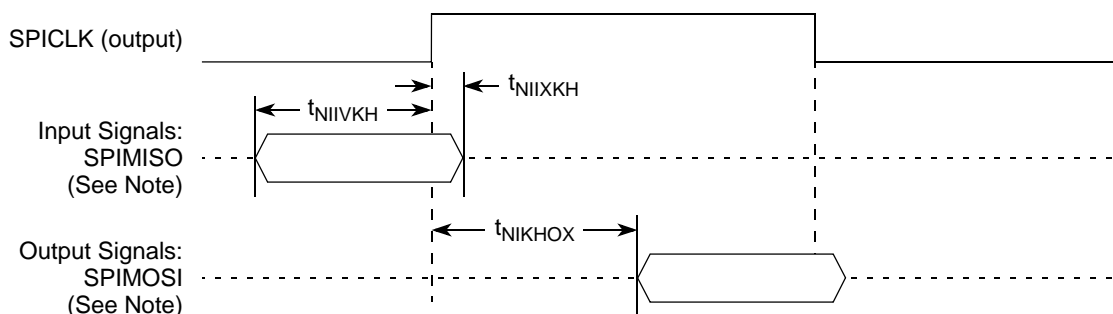 SPICLK (output)
tNIIXKH
tNIIVKH
Input Signals:
SPIMISO
(See Note)
tNIKHOX
Output Signals:
SPIMOSI
(See Note)